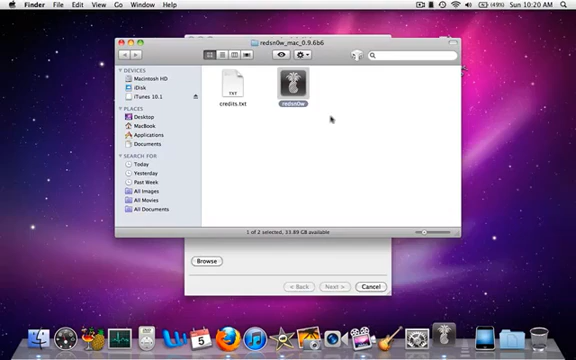 Finder File Edit View Go Window Help
(49%) Sun 10:20 AM
redsn0w_mac_0.9.6b6
DEVICES
Macintosh HD
iDisk
iTunes 10.1
PLACES
Desktop
MacBook
Applications
Documents
SEARCH FOR
Today
Yesterday
Past Week
All Images
All Movies
All Documents
TXT
credits.txt
redsn0w
1 of 2 selected, 33.89 GB available
Browse
< Back
Next >
Cancel
5